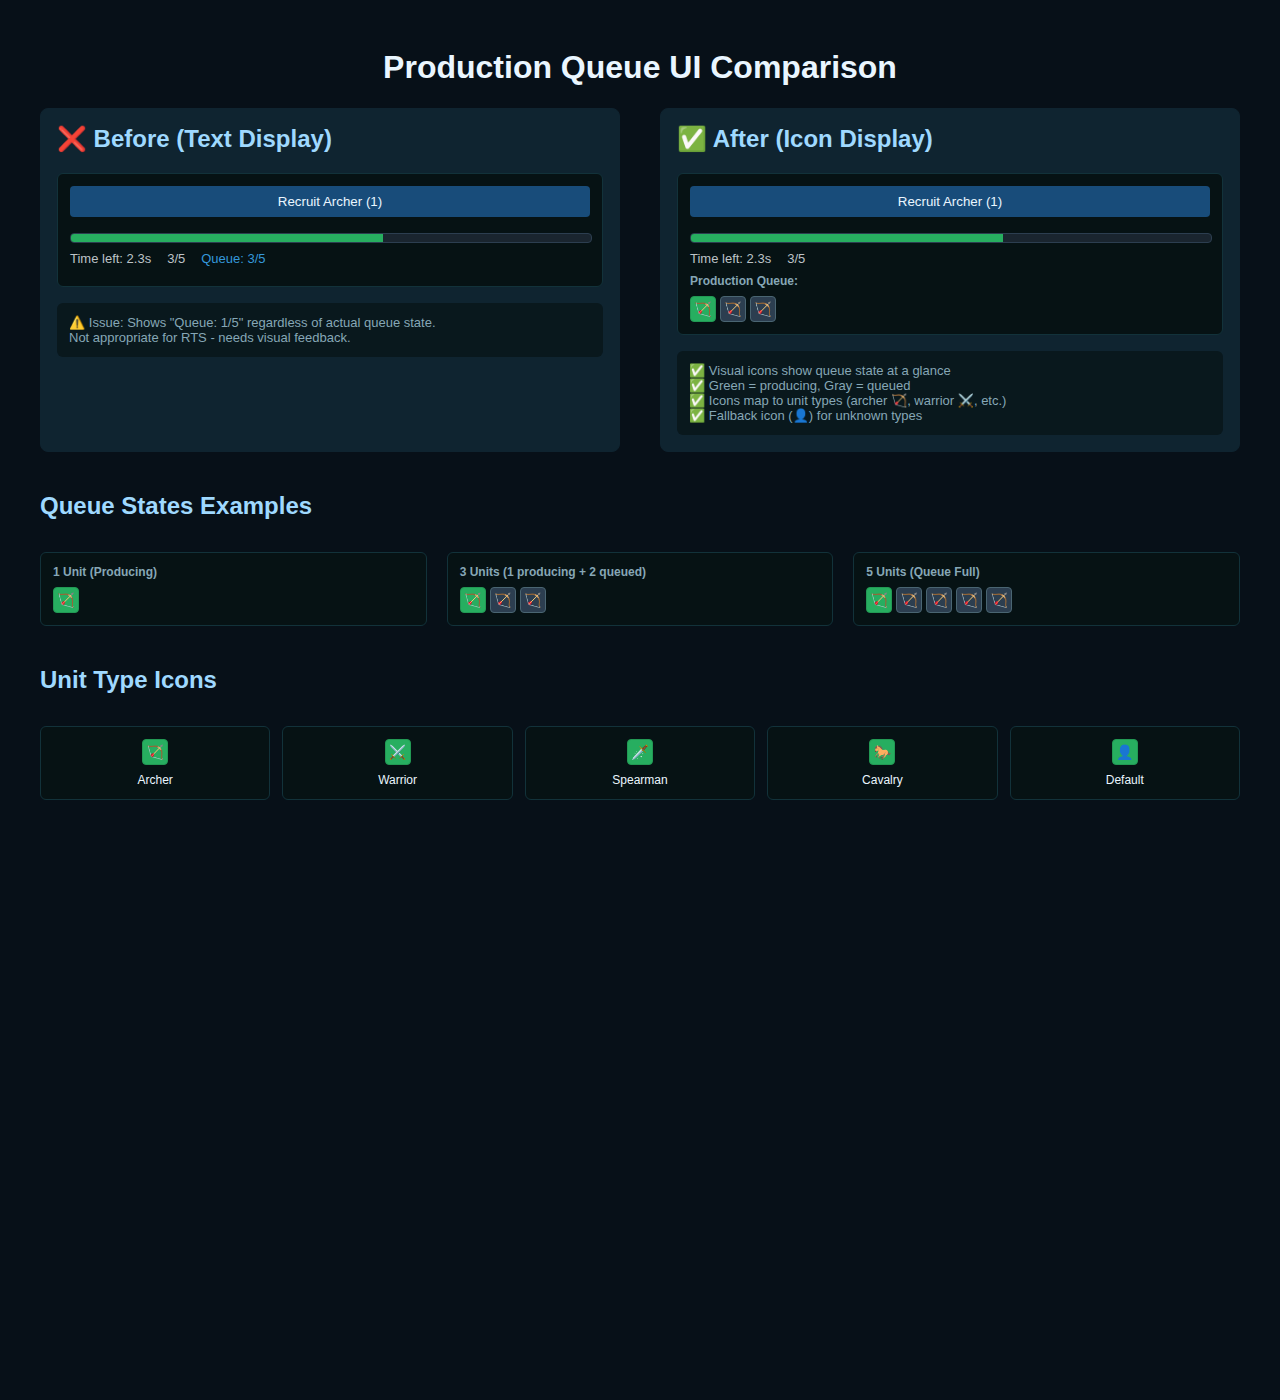 Production Queue UI Comparison
❌ Before (Text Display)
Recruit Archer (1)
Time left: 2.3s 3/5 Queue: 3/5
⚠️ Issue: Shows "Queue: 1/5" regardless of actual queue state.
Not appropriate for RTS - needs visual feedback.
✅ After (Icon Display)
Recruit Archer (1)
Time left: 2.3s 3/5
Production Queue:
✅ Visual icons show queue state at a glance
✅ Green = producing, Gray = queued
✅ Icons map to unit types (archer 🏹, warrior ⚔️, etc.)
✅ Fallback icon (👤) for unknown types
Queue States Examples
1 Unit (Producing)
3 Units (1 producing + 2 queued)
5 Units (Queue Full)
Unit Type Icons
Archer
Warrior
Spearman
Cavalry
Default